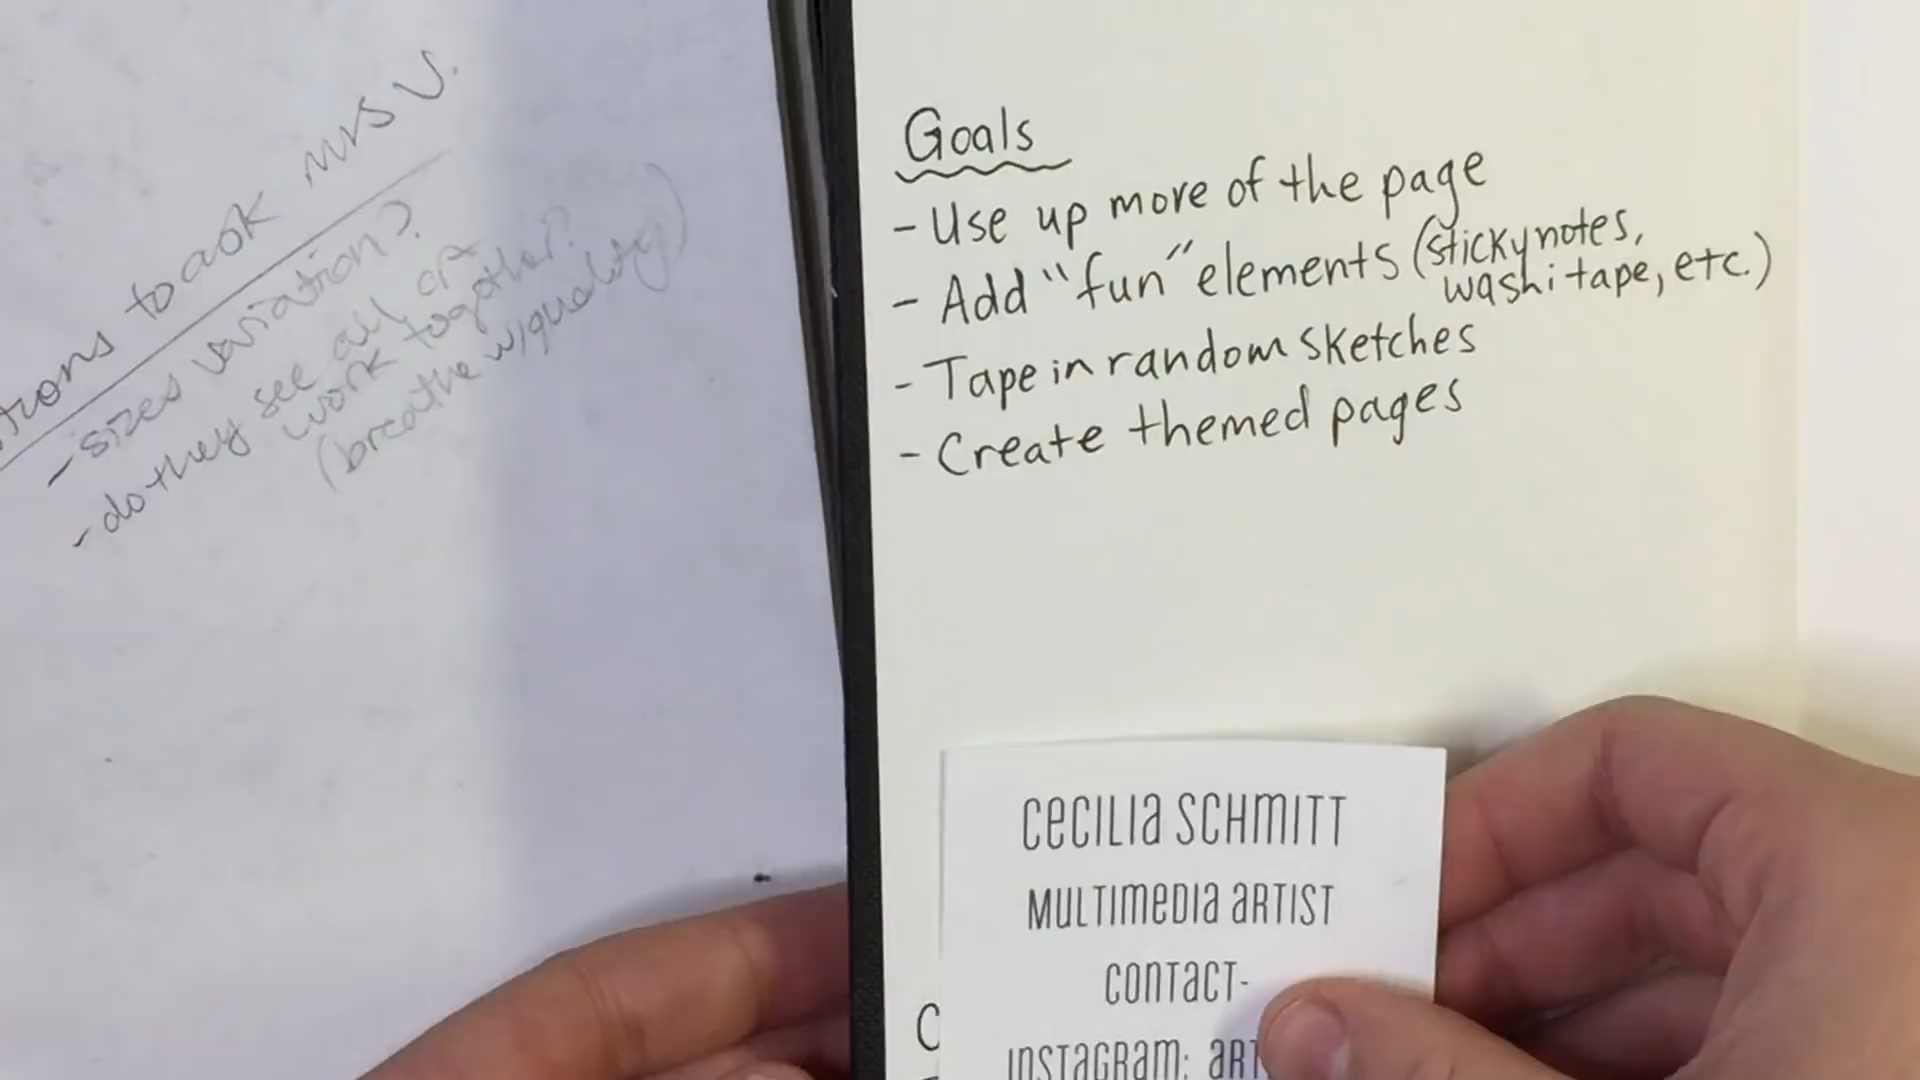 tions to ask Mrs U.
- sizes variation?
- do they see all of
work together?
(breathe w/quality)
Goals
- Use up more of the page
- Add "fun" elements (sticky notes,
washi tape, etc.)
- Tape in random sketches
- Create themed pages
CECILIA SCHMITT
MULTIMEDIA ARTIST
CONTACT-
INSTAGRAM: ART
C